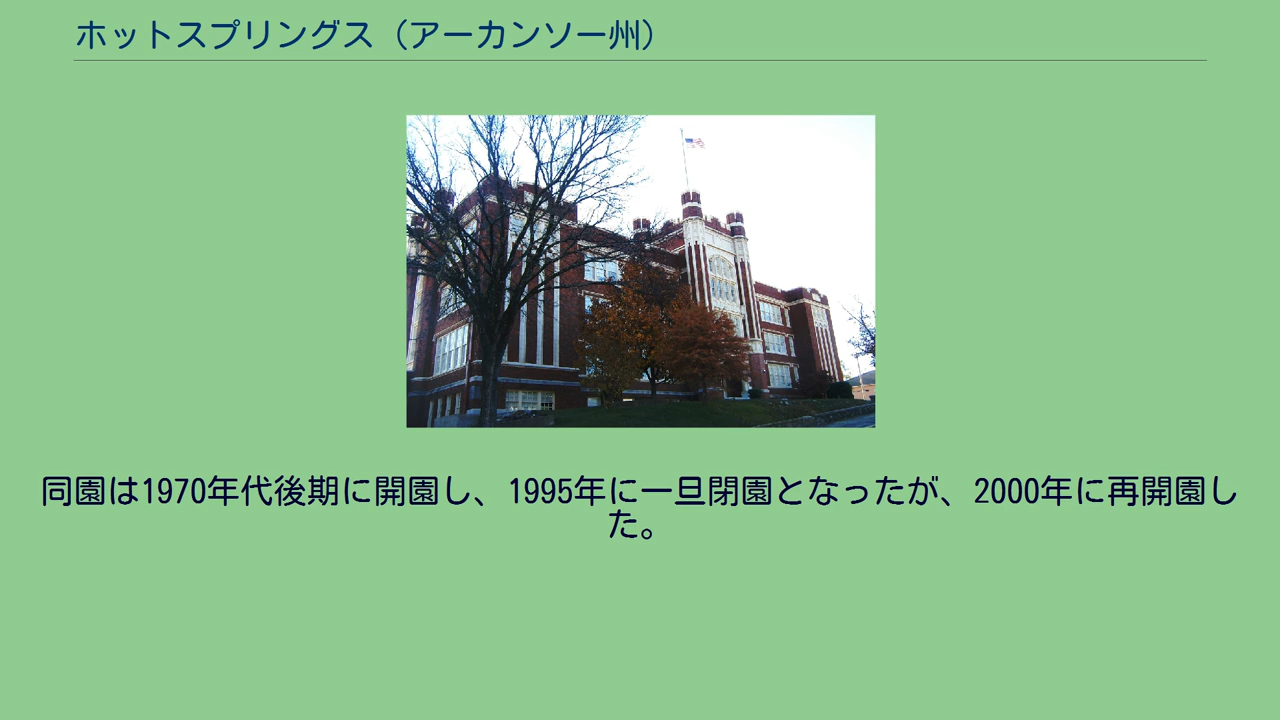 ホットスプリングス（アーカンソー州）
同園は1970年代後期に開園し、1995年に一旦閉園となったが、2000年に再開園し
た。